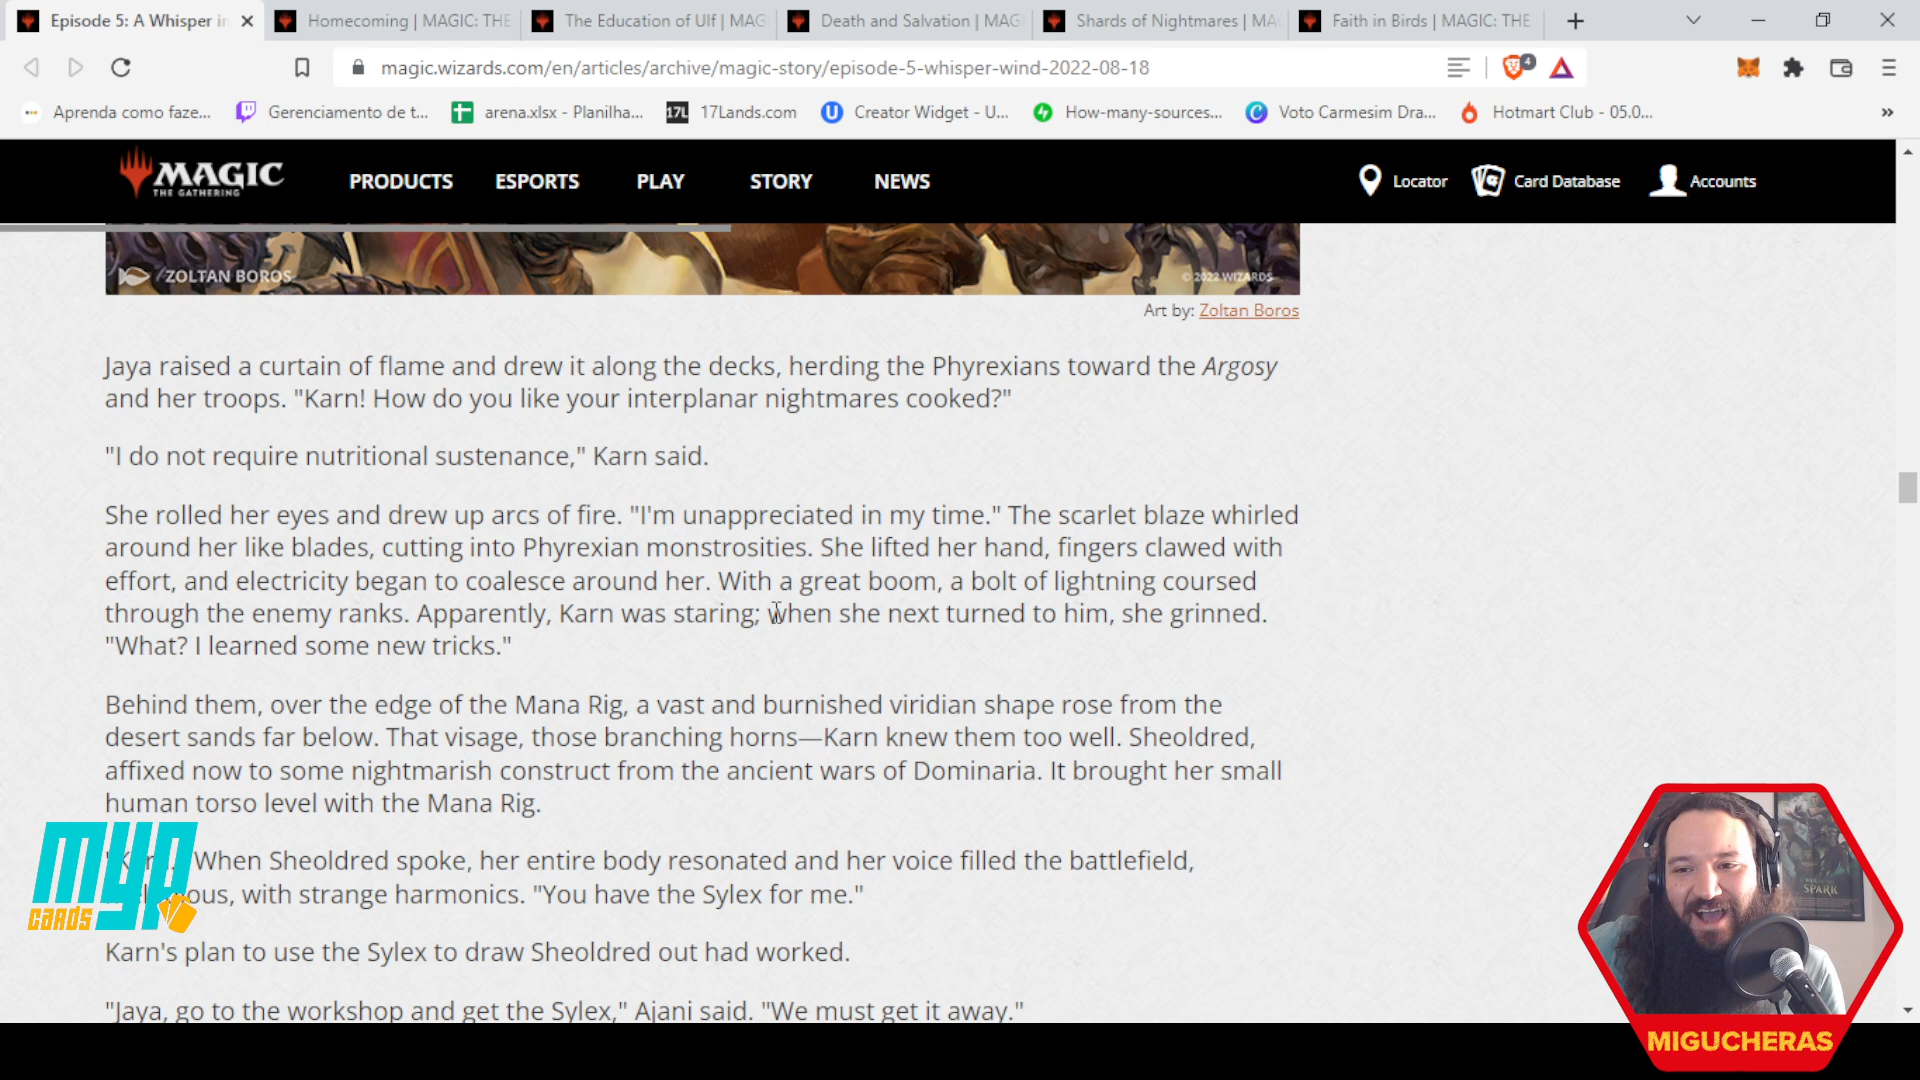 Episode 5: A Whisper in
Homecoming | MAGIC: THE
The Education of Ulf | MAG
Death and Salvation | MAG
Shards of Nightmares | MA
Faith in Birds | MAGIC: THE
magic.wizards.com/en/articles/archive/magic-story/episode-5-whisper-wind-2022-08-18
4
Aprenda como faze...
Gerenciamento de t...
arena.xlsx - Planilha...
17L 17Lands.com
Creator Widget - U...
How-many-sources...
Voto Carmesim Dra...
Hotmart Club - 05.0...
MAGIC
THE GATHERING
PRODUCTS
ESPORTS
PLAY
STORY
NEWS
Locator
Card Database
Accounts
ZOLTAN BOROS
© 2022 WIZARDS
Art by: Zoltan Boros
Jaya raised a curtain of flame and drew it along the decks, herding the Phyrexians toward the Argosy
and her troops. "Karn! How do you like your interplanar nightmares cooked?"
"I do not require nutritional sustenance," Karn said.
She rolled her eyes and drew up arcs of fire. "I'm unappreciated in my time." The scarlet blaze whirled
around her like blades, cutting into Phyrexian monstrosities. She lifted her hand, fingers clawed with
effort, and electricity began to coalesce around her. With a great boom, a bolt of lightning coursed
through the enemy ranks. Apparently, Karn was staring; when she next turned to him, she grinned.
"What? I learned some new tricks."
Behind them, over the edge of the Mana Rig, a vast and burnished viridian shape rose from the
desert sands far below. That visage, those branching horns—Karn knew them too well. Sheoldred,
affixed now to some nightmarish construct from the ancient wars of Dominaria. It brought her small
human torso level with the Mana Rig.
When Sheoldred spoke, her entire body resonated and her voice filled the battlefield,
with strange harmonics. "You have the Sylex for me."
Karn's plan to use the Sylex to draw Sheoldred out had worked.
"Jaya, go to the workshop and get the Sylex," Ajani said. "We must get it away."
myp
cards
SPARK
MIGUCHERAS